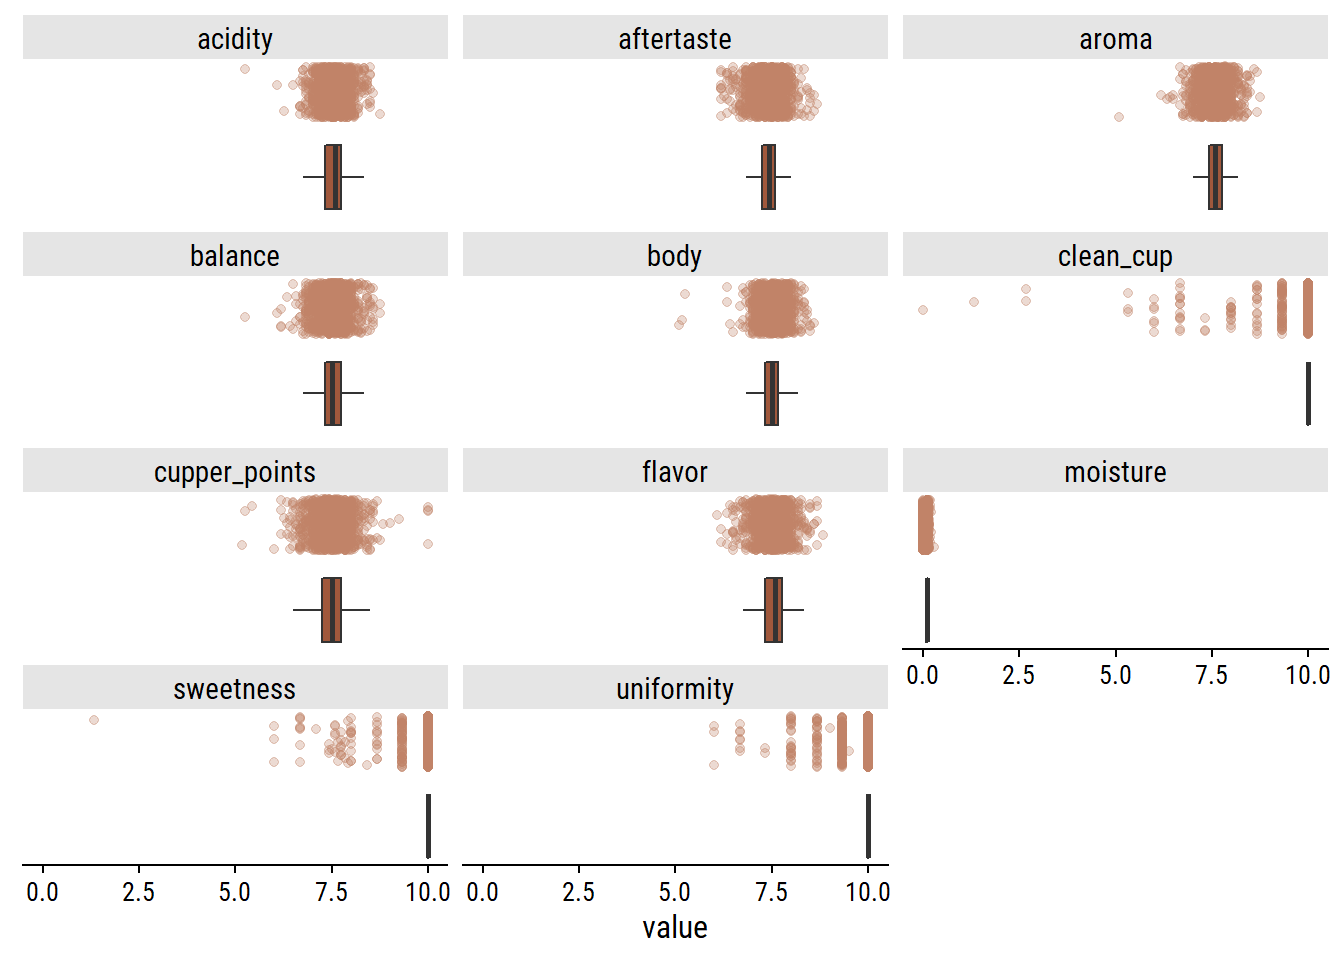 acidity aftertaste aroma
balance body clean_cup
cupper_points flavor moisture
0.0 2.5 5.0 7.5 10.0
sweetness uniformity
0.0 2.5 5.0 7.5 10.0 0.0 2.5 5.0 7.5 10.0
value